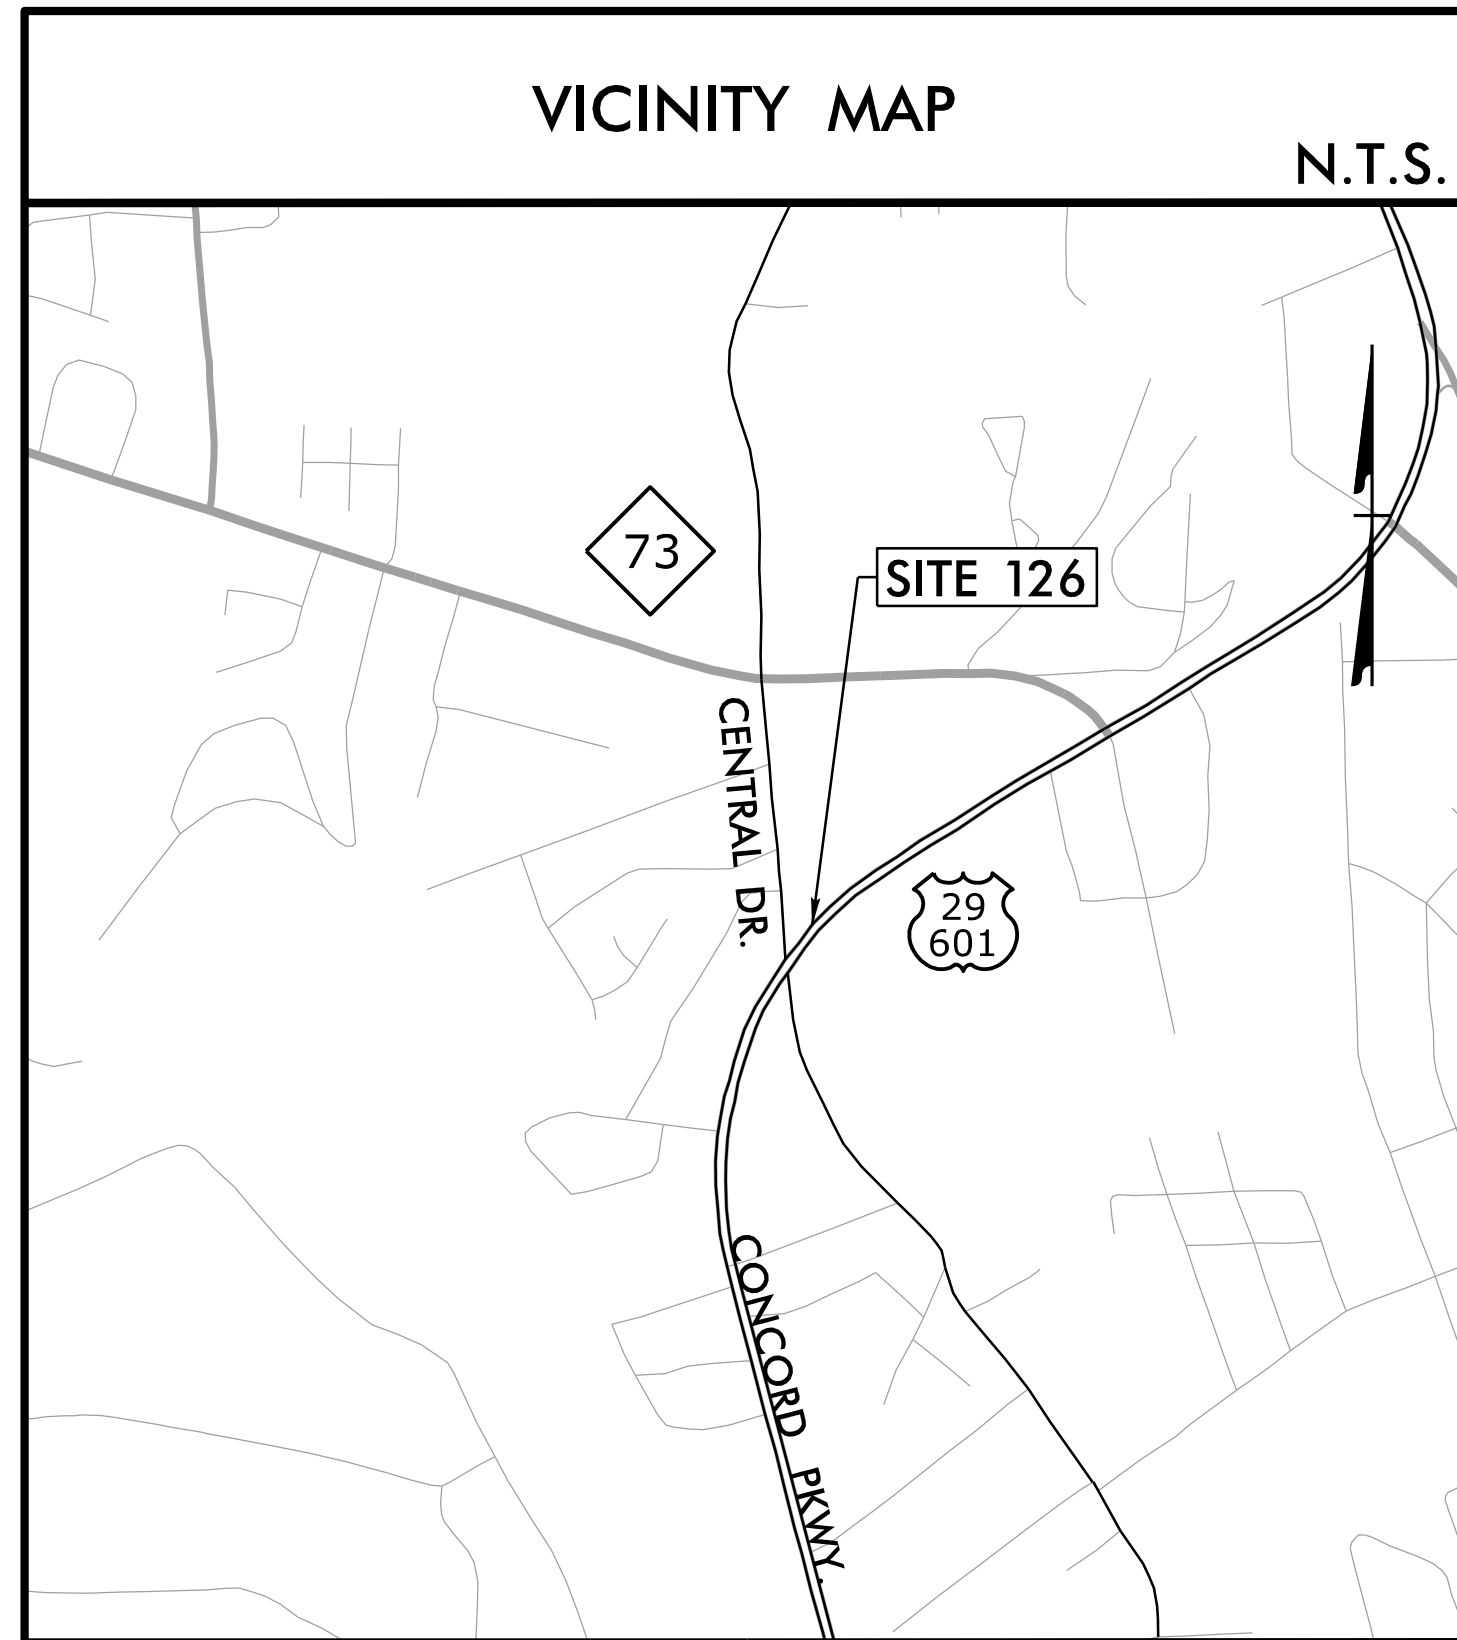 VICINITY MAP
N.T.S.
73
SITE 126
CENTRAL DR.
29
601
CONCORD PKWY.